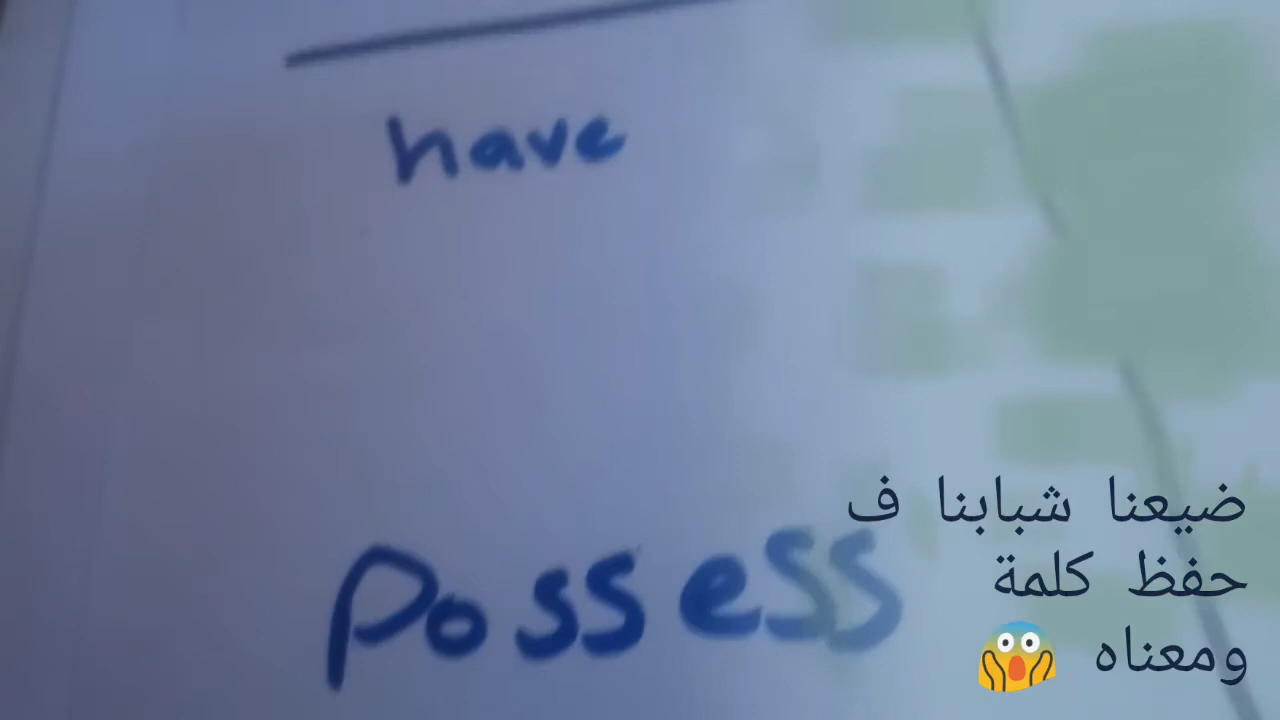 have
Possess
ضيعنا شبابنا ف
حفظ كلمة
ومعناه 😱